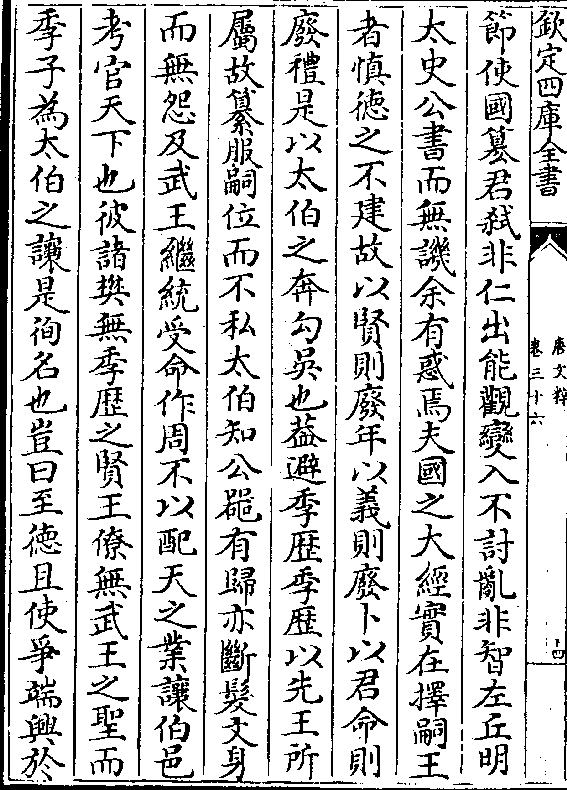 欽定四庫全書
唐文粹
卷三十六
十四
節使國簒君弑非仁出能觀變入不討亂非智左丘明
太史公書而無譏余有惑焉夫國之大經實在擇嗣王
者慎德之不建故以賢則廢年以義則廢卜以君命則
廢禮是以太伯之奔勾吳也葢避季歴季歴以先王所
屬故纂服嗣位而不私太伯知公器有歸亦斷髮文身
而無怨及武王繼統受命作周不以配天之業讓伯邑
考官天下也彼諸樊無季歴之賢王僚無武王之聖而
季子為太伯之讓是徇名也豈曰至德且使爭端興於